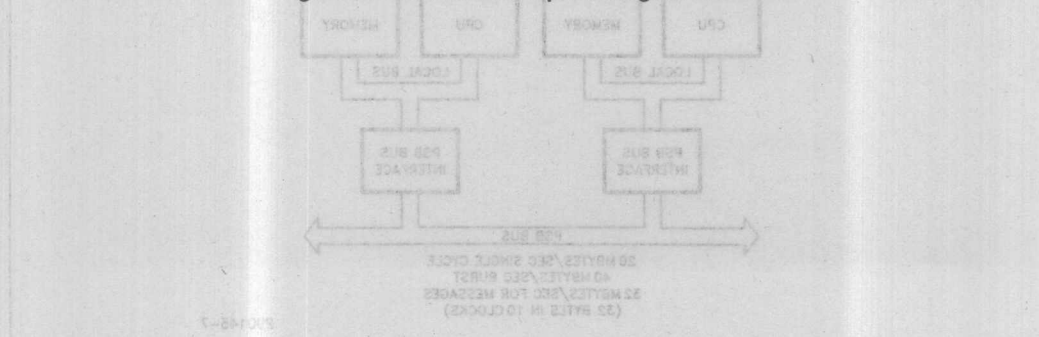 MEMORY CPU MEMORY CPU
LOCAL BUS LOCAL BUS
PSB BUS PSB BUS
INTERFACE INTERFACE
PSB BUS
20 MBYTES/SEC SINGLE CYCLE
40 MBYTES/SEC BURST
32 MBYTES/SEC FOR MESSAGES
(32 BYTES IN 10 CLOCKS)